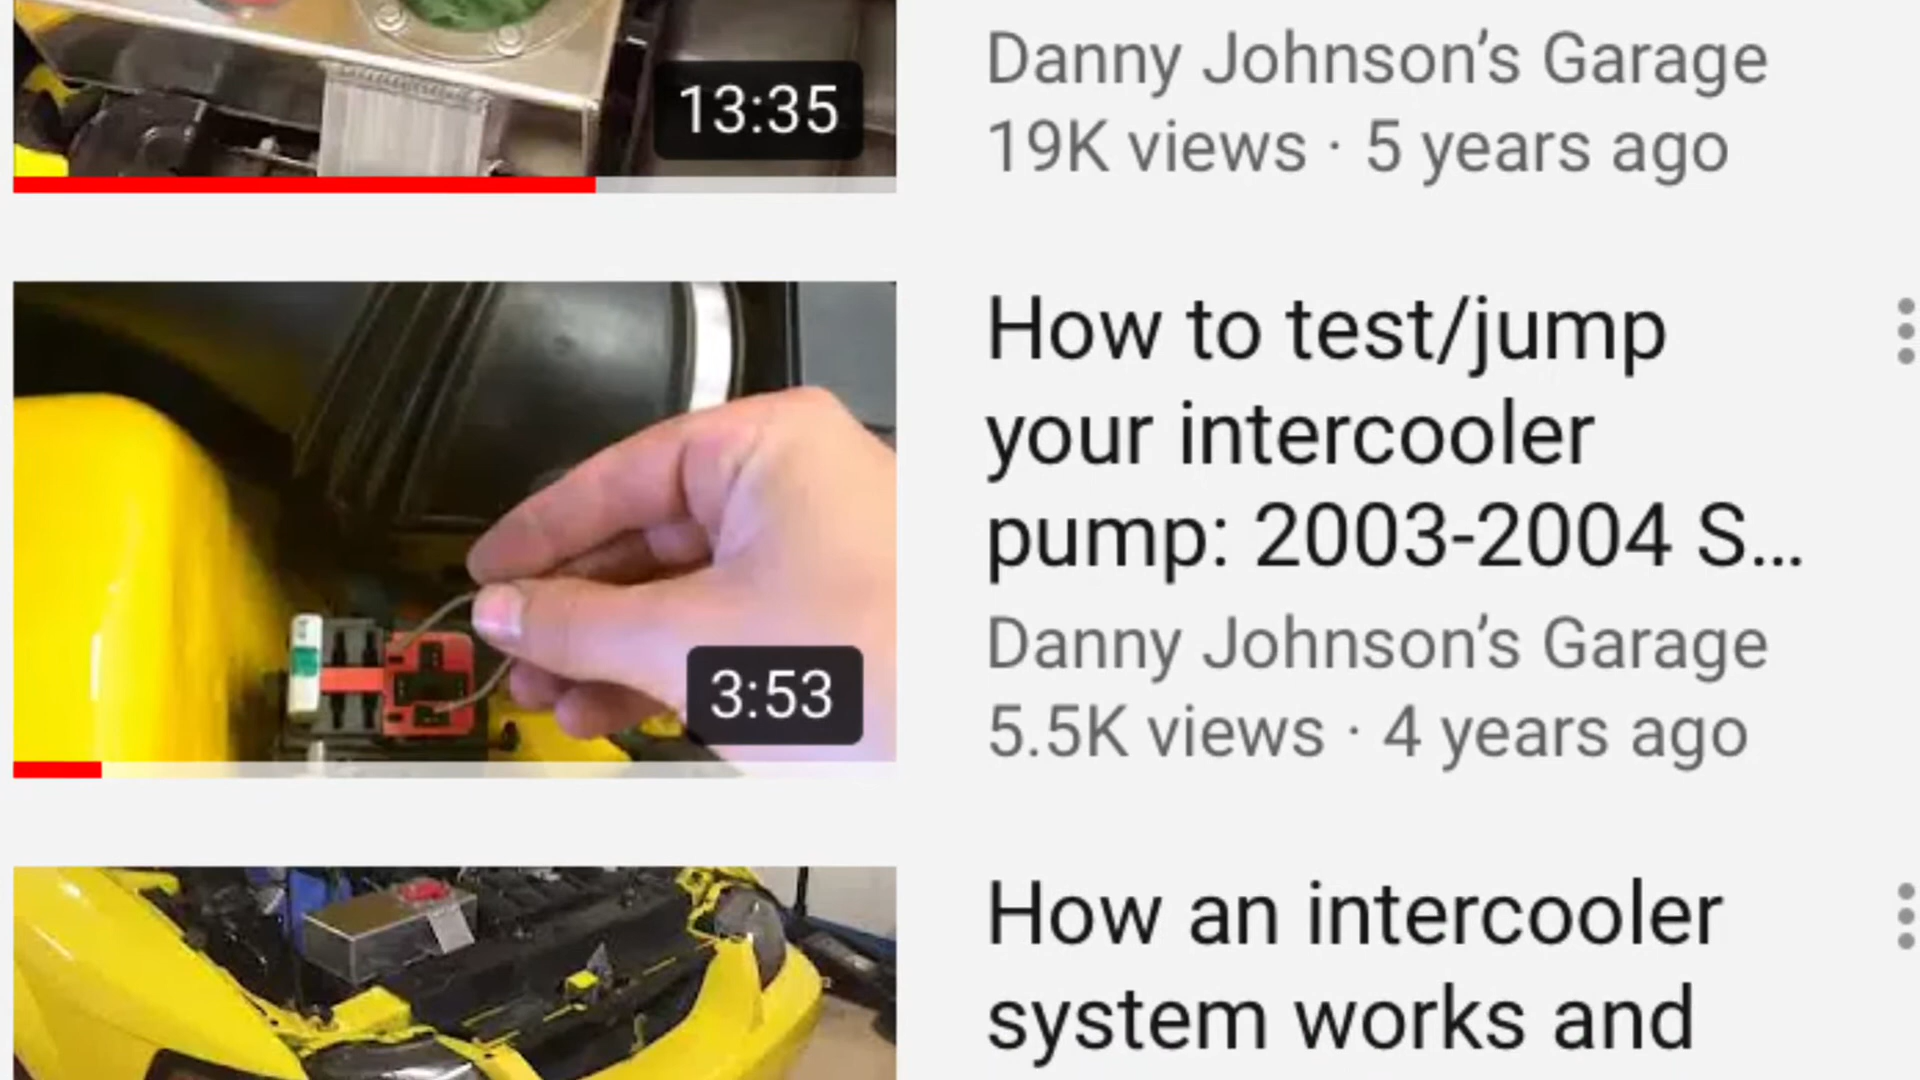 13:35
Danny Johnson’s Garage
19K views · 5 years ago
3:53
How to test/jump
your intercooler
pump: 2003-2004 S...
Danny Johnson’s Garage
5.5K views · 4 years ago
How an intercooler
system works and